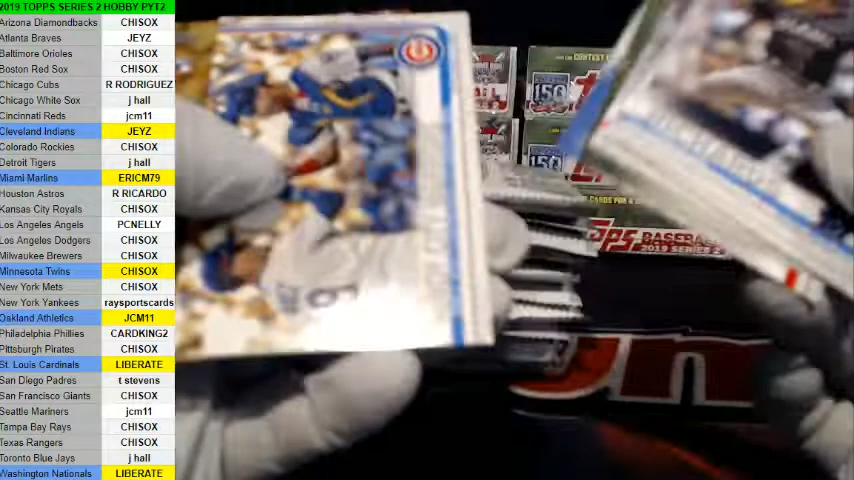 2019 TOPPS SERIES 2 HOBBY PYT2
Arizona Diamondbacks CHISOX
Atlanta Braves JEYZ
Baltimore Orioles CHISOX
Boston Red Sox CHISOX
Chicago Cubs R RODRIGUEZ
Chicago White Sox j hall
Cincinnati Reds jcm11
Cleveland Indians JEYZ
Colorado Rockies CHISOX
Detroit Tigers j hall
Miami Marlins ERICM79
Houston Astros R RICARDO
Kansas City Royals CHISOX
Los Angeles Angels PCNELLY
Los Angeles Dodgers CHISOX
Milwaukee Brewers CHISOX
Minnesota Twins CHISOX
New York Mets CHISOX
New York Yankees raysportscards
Oakland Athletics JCM11
Philadelphia Phillies CARDKING2
Pittsburgh Pirates CHISOX
St. Louis Cardinals LIBERATE
San Diego Padres t stevens
San Francisco Giants CHISOX
Seattle Mariners jcm11
Tampa Bay Rays CHISOX
Texas Rangers CHISOX
Toronto Blue Jays j hall
Washington Nationals LIBERATE
150
150
BASEBALL
2019 SERIES 2